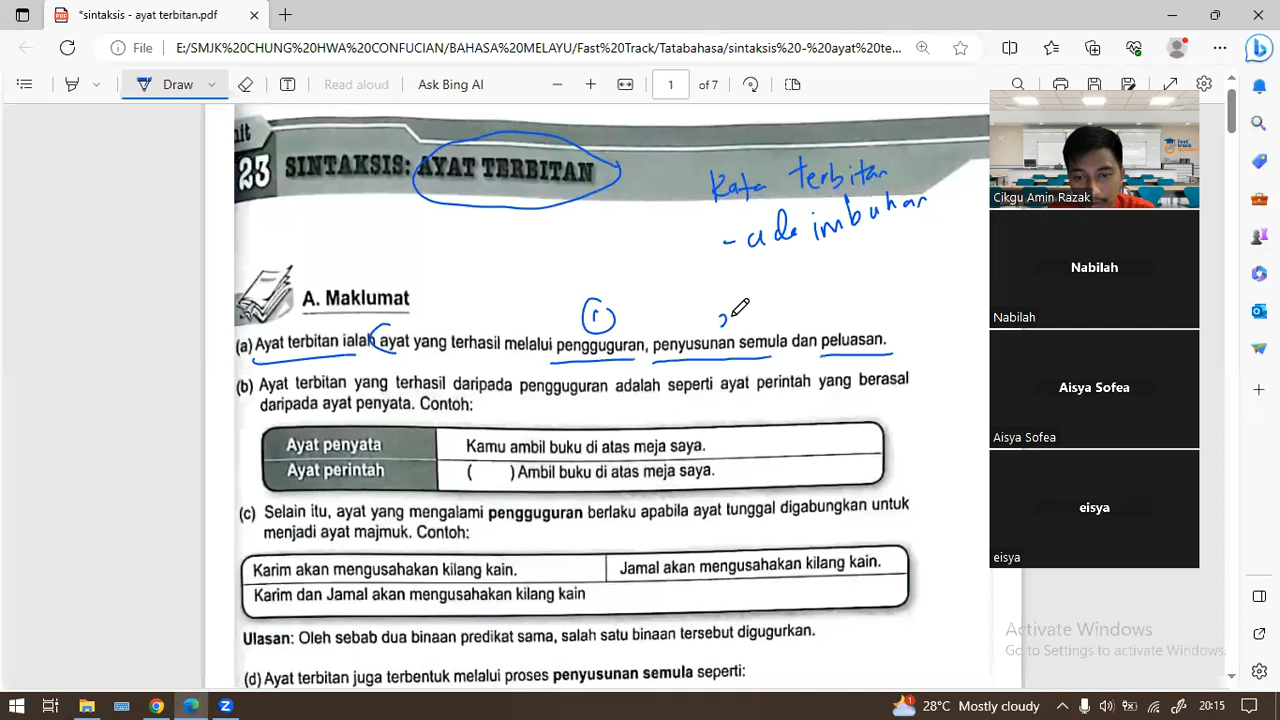 *sintaksis - ayat terbitan.pdf
File
E:/SMJK%20CHUNG%20HWA%20CONFUCIAN/BAHASA%20MELAYU/Fast%20Track/Tatabahasa/sintaksis%20-%20ayat%20te...
Draw
Read aloud
Ask Bing AI
1
of 7
23 SINTAKSIS: AYAT TERBITAN
Kata terbitan
- ada imbuhan
A. Maklumat
1
(a) Ayat terbitan ialah ayat yang terhasil melalui pengguguran, penyusunan semula dan peluasan.
(b) Ayat terbitan yang terhasil daripada pengguguran adalah seperti ayat perintah yang berasal
daripada ayat penyata. Contoh:
Ayat penyata Kamu ambil buku di atas meja saya.
Ayat perintah ( ) Ambil buku di atas meja saya.
(c) Selain itu, ayat yang mengalami pengguguran berlaku apabila ayat tunggal digabungkan untuk
menjadi ayat majmuk. Contoh:
Karim akan mengusahakan kilang kain. Jamal akan mengusahakan kilang kain.
Karim dan Jamal akan mengusahakan kilang kain
Ulasan: Oleh sebab dua binaan predikat sama, salah satu binaan tersebut digugurkan.
(d) Ayat terbitan juga terbentuk melalui proses penyusunan semula seperti:
Cikgu Amin Razak
Nabilah
Nabilah
Aisya Sofea
Aisya Sofea
eisya
eisya
Activate Windows
Go to Settings to activate Windows.
28°C Mostly cloudy
20:15